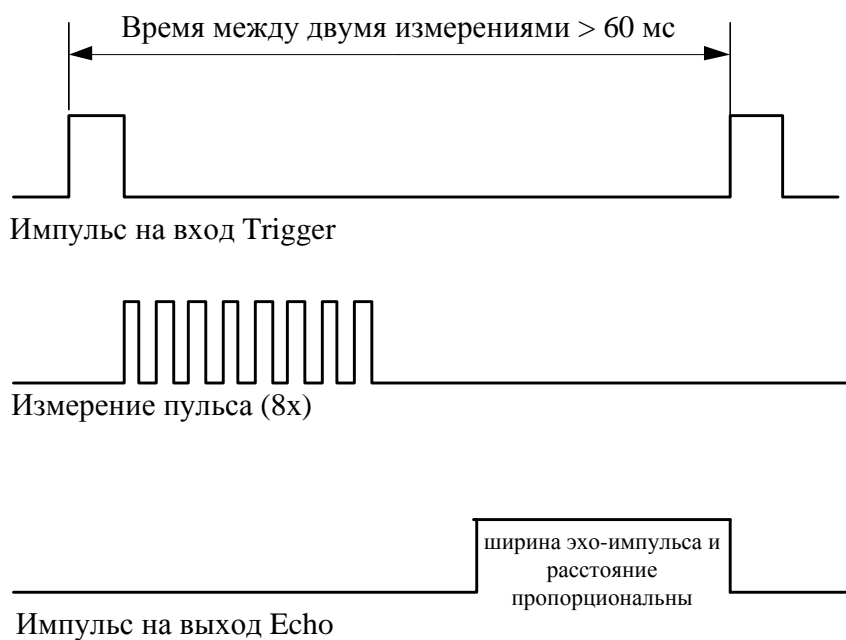 Время между двумя измерениями > 60 мс
Импульс на вход Trigger
Измерение пульса (8x)
ширина эхо-импульса и
расстояние
пропорциональны
Импульс на выход Echo